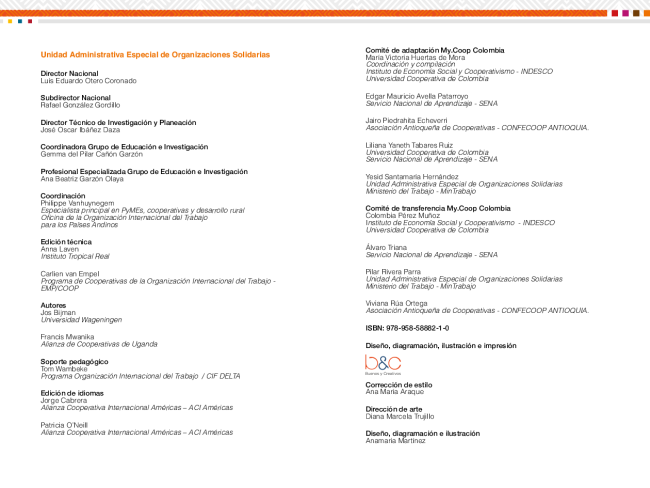 Unidad Administrativa Especial de Organizaciones Solidarias
Director Nacional
Luis Eduardo Otero Coronado
Subdirector Nacional
Rafael González Gordillo
Director Técnico de Investigación y Planeación
José Oscar Ibáñez Daza
Coordinadora Grupo de Educación e Investigación
Gemma del Pilar Cañón Garzón
Profesional Especializada Grupo de Educación e Investigación
Ana Beatriz Garzón Olaya
Coordinación
Philippe Vanhuynegem
Especialista principal en PyMEs, cooperativas y desarrollo rural
Oficina de la Organización Internacional del Trabajo
para los Países Andinos
Edición técnica
Anna Laven
Instituto Tropical Real
Carlien van Empel
Programa de Cooperativas de la Organización Internacional del Trabajo -
EMP/COOP
Autores
Jos Bijman
Universidad Wageningen
Francis Mwanika
Alianza de Cooperativas de Uganda
Soporte pedagógico
Tom Wambeke
Programa Organización Internacional del Trabajo / CIF DELTA
Edición de idiomas
Jorge Cabrera
Alianza Cooperativa Internacional Américas – ACI Américas
Patricia O'Neill
Alianza Cooperativa Internacional Américas – ACI Américas
Comité de adaptación My.Coop Colombia
María Victoria Huertas de Mora
Coordinación y compilación
Instituto de Economía Social y Cooperativismo - INDESCO
Universidad Cooperativa de Colombia
Edgar Mauricio Avella Patarroyo
Servicio Nacional de Aprendizaje - SENA
Jairo Piedrahita Echeverri
Asociación Antioqueña de Cooperativas - CONFECOOP ANTIOQUIA.
Liliana Yaneth Tabares Ruiz
Universidad Cooperativa de Colombia
Servicio Nacional de Aprendizaje - SENA
Yesid Santamaria Hernández
Unidad Administrativa Especial de Organizaciones Solidarias
Ministerio del Trabajo - MinTrabajo
Comité de transferencia My.Coop Colombia
Colombia Pérez Muñoz
Instituto de Economía Social y Cooperativismo - INDESCO
Universidad Cooperativa de Colombia
Álvaro Triana
Servicio Nacional de Aprendizaje - SENA
Pilar Rivera Parra
Unidad Administrativa Especial de Organizaciones Solidarias
Ministerio del Trabajo - MinTrabajo
Viviana Rúa Ortega
Asociación Antioqueña de Cooperativas - CONFECOOP ANTIOQUIA.
ISBN: 978-958-58882-1-0
Diseño, diagramación, ilustración e impresión
b&c
Buenos y Creativos
Corrección de estilo
Ana María Araque
Dirección de arte
Diana Marcela Trujillo
Diseño, diagramación e ilustración
Anamaría Martínez